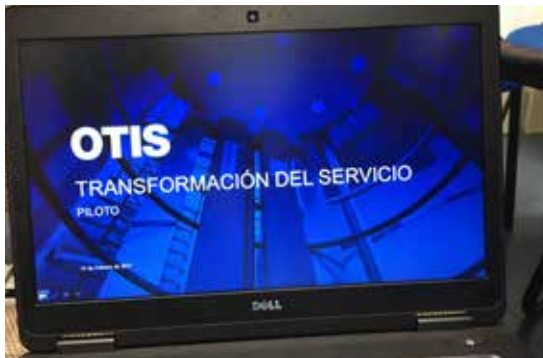 OTIS
TRANSFORMACIÓN DEL SERVICIO
PILOTO
DELL